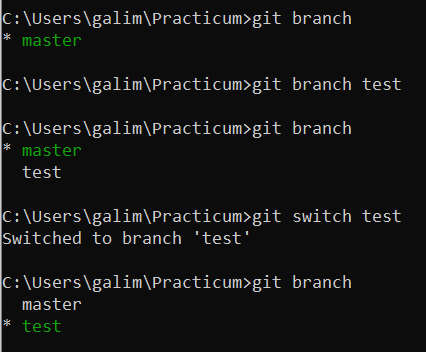 C:\Users\galim\Practicum>git branch
* master
C:\Users\galim\Practicum>git branch test
C:\Users\galim\Practicum>git branch
* master
test
C:\Users\galim\Practicum>git switch test
Switched to branch 'test'
C:\Users\galim\Practicum>git branch
master
* test